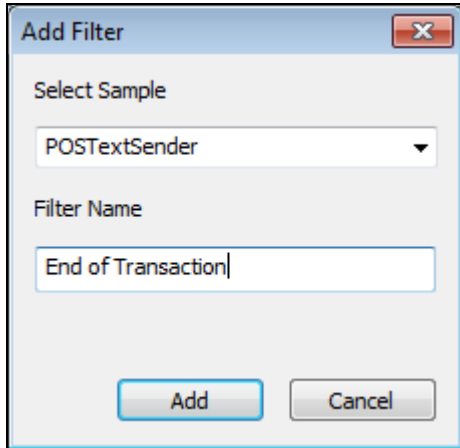 Add Filter
Select Sample
POSTextSender
Filter Name
End of Transaction
Add Cancel